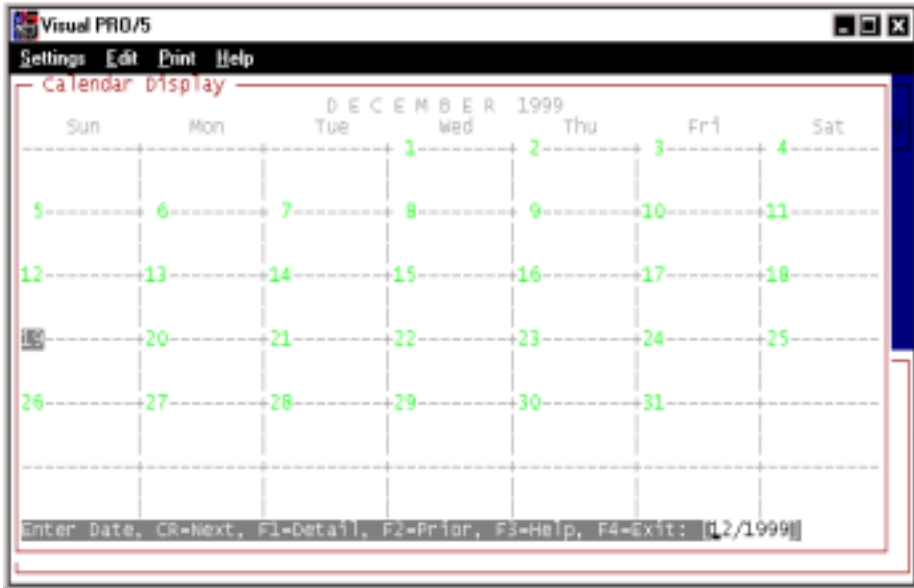 Visual PRO/5
Settings Edit Print Help
Calendar Display
D E C E M B E R 1999
Sun Mon Tue Wed Thu Fri Sat
1 2 3 4
5 6 7 8 9 10 11
12 13 14 15 16 17 18
19 20 21 22 23 24 25
26 27 28 29 30 31
Enter Date, CR=Next, F1=Detail, F2=Prior, F3=Help, F4=Exit: [12/1999]